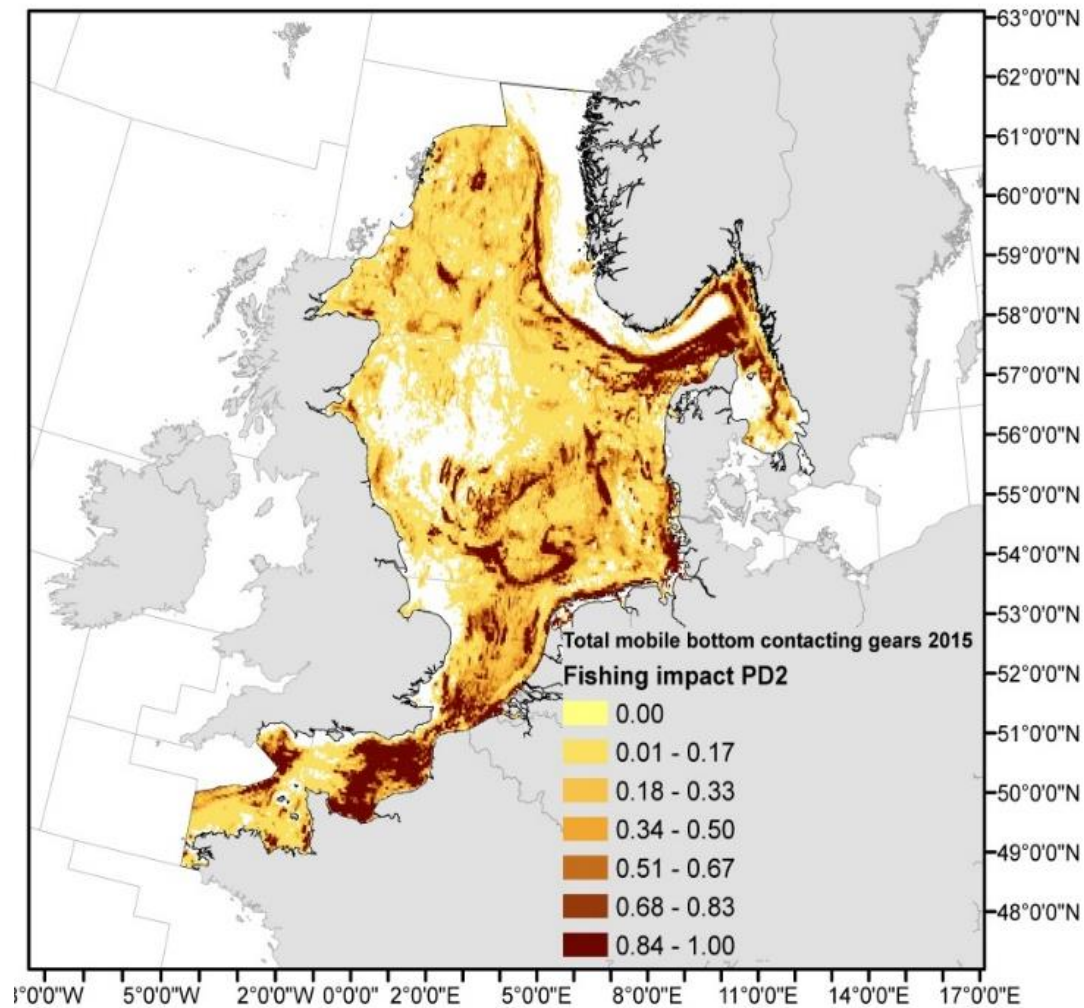 63°0'0"N
62°0'0"N
61°0'0"N
60°0'0"N
59°0'0"N
58°0'0"N
57°0'0"N
56°0'0"N
55°0'0"N
54°0'0"N
53°0'0"N
52°0'0"N
51°0'0"N
50°0'0"N
49°0'0"N
48°0'0"N
Total mobile bottom contacting gears 2015
Fishing impact PD2
0.00
0.01 - 0.17
0.18 - 0.33
0.34 - 0.50
0.51 - 0.67
0.68 - 0.83
0.84 - 1.00
5°0'0"W 2°0'0"W 0°0'0" 2°0'0"E 5°0'0"E 8°0'0"E 11°0'0"E 14°0'0"E 17°0'0"E